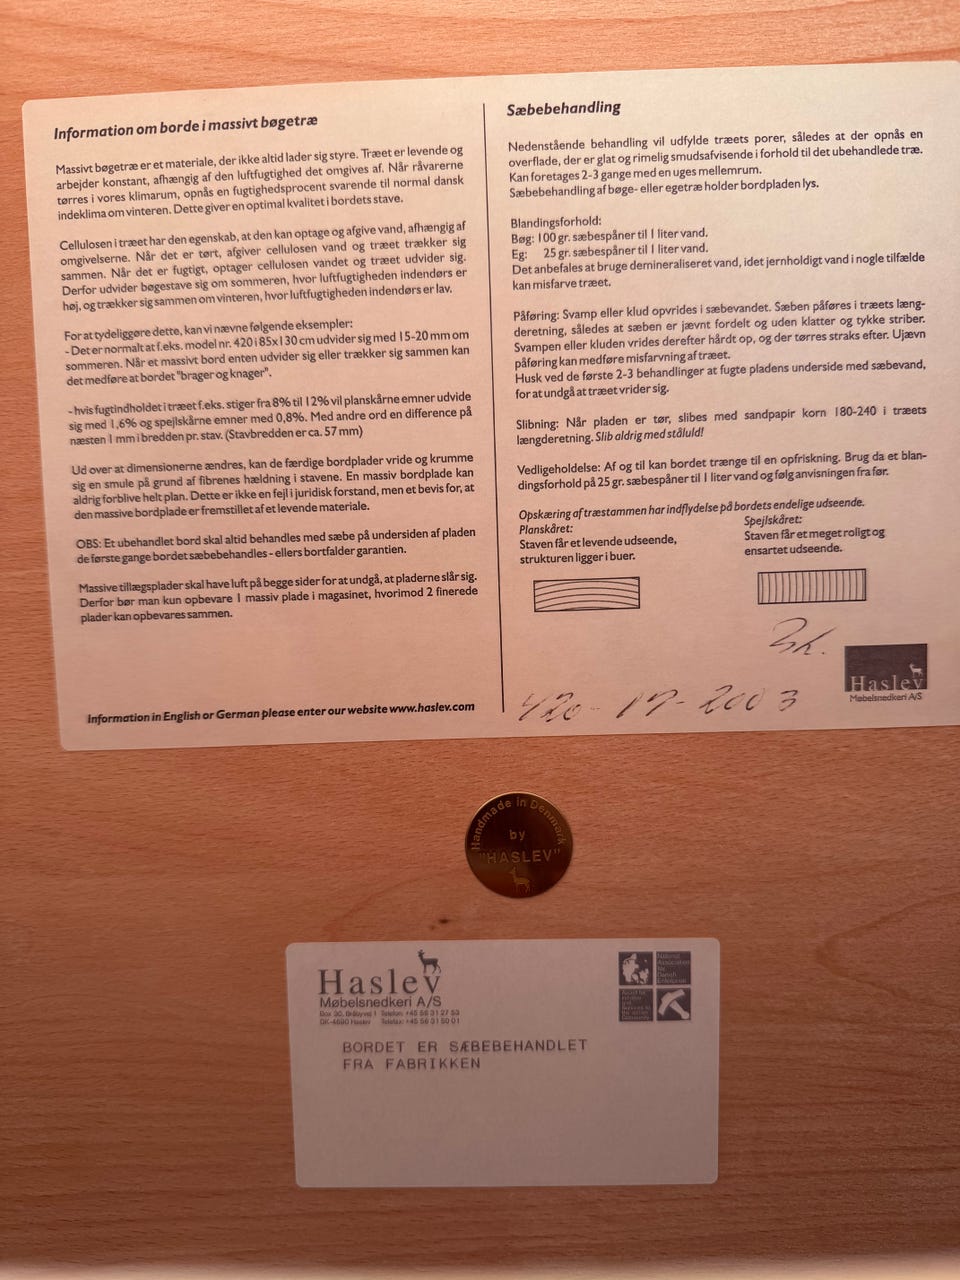 Information om borde i massivt bøgetræ
Massivt bøgetræ er et materiale, der ikke altid lader sig styre. Træet er levende og
arbejder konstant, afhængig af den luftfugtighed det omgives af. Når råvarerne
tørres i vores klimarum, opnås en fugtighedsprocent svarende til normal dansk
indeklima om vinteren. Dette giver en optimal kvalitet i bordets stave.
Cellulosen i træet har den egenskab, at den kan optage og afgive vand, afhængig af
omgivelserne. Når det er tørt, afgiver cellulosen vand og træet trækker sig
sammen. Når det er fugtigt, optager cellulosen vandet og træet udvider sig.
Derfor udvider bøgestave sig om sommeren, hvor luftfugtigheden indendørs er
høj, og trækker sig sammen om vinteren, hvor luftfugtigheden indendørs er lav.
For at tydeliggøre dette, kan vi nævne følgende eksempler:
- Det er normalt at f.eks. model nr. 420 i 85 x 130 cm udvider sig med 15-20 mm om
sommeren. Når et massivt bord enten udvider sig eller trækker sig sammen kan
det medføre at bordet "brager og knager".
- hvis fugtindholdet i træet f.eks. stiger fra 8% til 12% vil planskårne emner udvide
sig med 1,6% og spejlskårne emner med 0,8%. Med andre ord en difference på
næsten 1 mm i bredden pr. stav. (Stavbredden er ca. 57 mm)
Ud over at dimensionerne ændres, kan de færdige bordplader vride og krumme
sig en smule på grund af fibrenes hældning i stavene. En massiv bordplade kan
aldrig forblive helt plan. Dette er ikke en fejl i juridisk forstand, men et bevis for, at
den massive bordplade er fremstillet af et levende materiale.
OBS: Et ubehandlet bord skal altid behandles med sæbe på undersiden af pladen
de første gange bordet sæbebehandles - ellers bortfalder garantien.
Massive tillægsplader skal have luft på begge sider for at undgå, at pladerne slår sig.
Derfor bør man kun opbevare 1 massiv plade i magasinet, hvorimod 2 finerede
plader kan opbevares sammen.
Information in English or German please enter our website www.haslev.com
Sæbebehandling
Nedenstående behandling vil udfylde træets porer, således at der opnås en
overflade, der er glat og rimelig smudsafvisende i forhold til det ubehandlede træ.
Kan foretages 2-3 gange med en uges mellemrum.
Sæbebehandling af bøge- eller egetræ holder bordpladen lys.
Blandingsforhold:
Bøg: 100 gr. sæbespåner til 1 liter vand.
Eg: 25 gr. sæbespåner til 1 liter vand.
Det anbefales at bruge demineraliseret vand, idet jernholdigt vand i nogle tilfælde
kan misfarve træet.
Påføring: Svamp eller klud opvrides i sæbevandet. Sæben påføres i træets læng-
deretning, således at sæben er jævnt fordelt og uden klatter og tykke striber.
Svampen eller kluden vrides derefter hårdt op, og der tørres straks efter. Ujævn
påføring kan medføre misfarvning af træet.
Husk ved de første 2-3 behandlinger at fugte pladens underside med sæbevand,
for at undgå at træet vrider sig.
Slibning: Når pladen er tør, slibes med sandpapir korn 180-240 i træets
længderetning. Slib aldrig med ståluld!
Vedligeholdelse: Af og til kan bordet trænge til en opfriskning. Brug da et blan-
dingsforhold på 25 gr. sæbespåner til 1 liter vand og følg anvisningen fra før.
Opskæring af træstammen har indflydelse på bordets endelige udseende.
Planskåret:
Staven får et levende udseende,
strukturen ligger i buer.
Spejlskåret:
Staven får et meget roligt og
ensartet udseende.
Haslev
Møbelsnedkeri A/S
420-17-2003
Handmade in Denmark
by
"HASLEV"
Haslev
Møbelsnedkeri A/S
Box 30, Bråbyvej 1 Telefon: +45 56 31 27 53
DK-4690 Haslev Telefax: +45 56 31 50 01
National
Association
for
Danish
Enterprise
BORDET ER SÆBEBEHANDLET
FRA FABRIKKEN